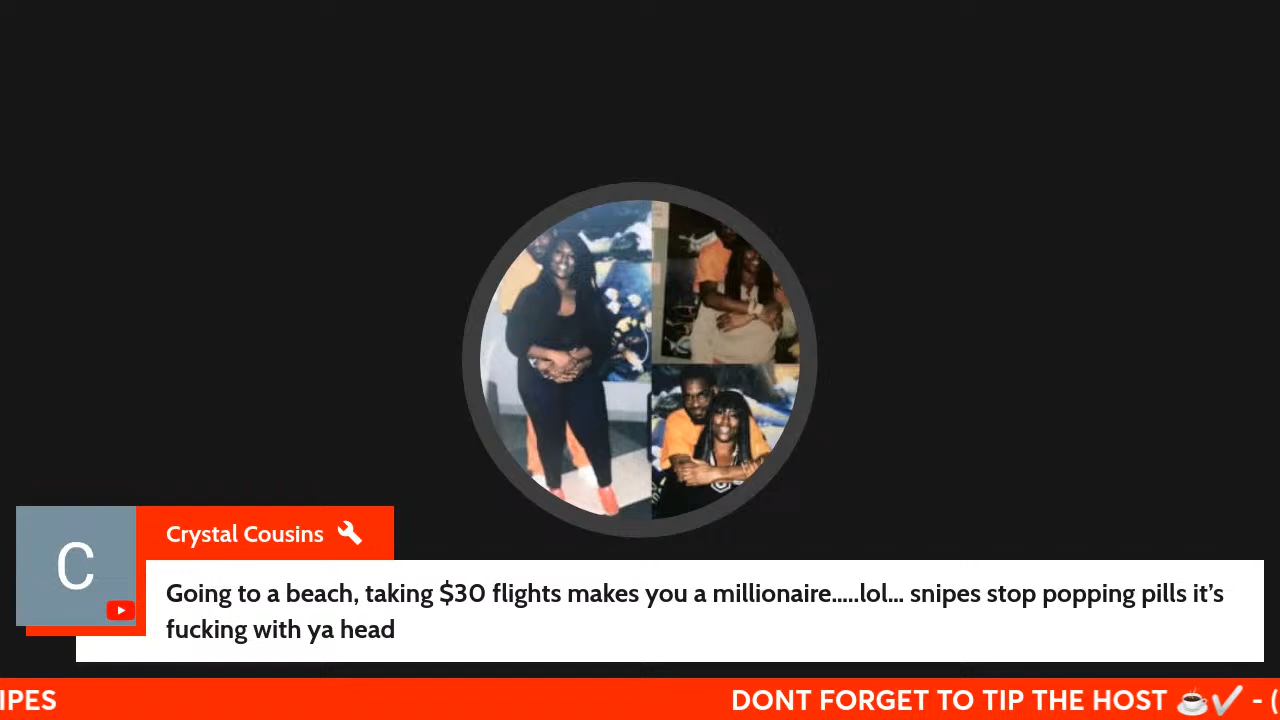 C
Crystal Cousins
Going to a beach, taking $30 flights makes you a millionaire.....lol... snipes stop popping pills it’s
fucking with ya head
IPES DONT FORGET TO TIP THE HOST ☕✔ - (